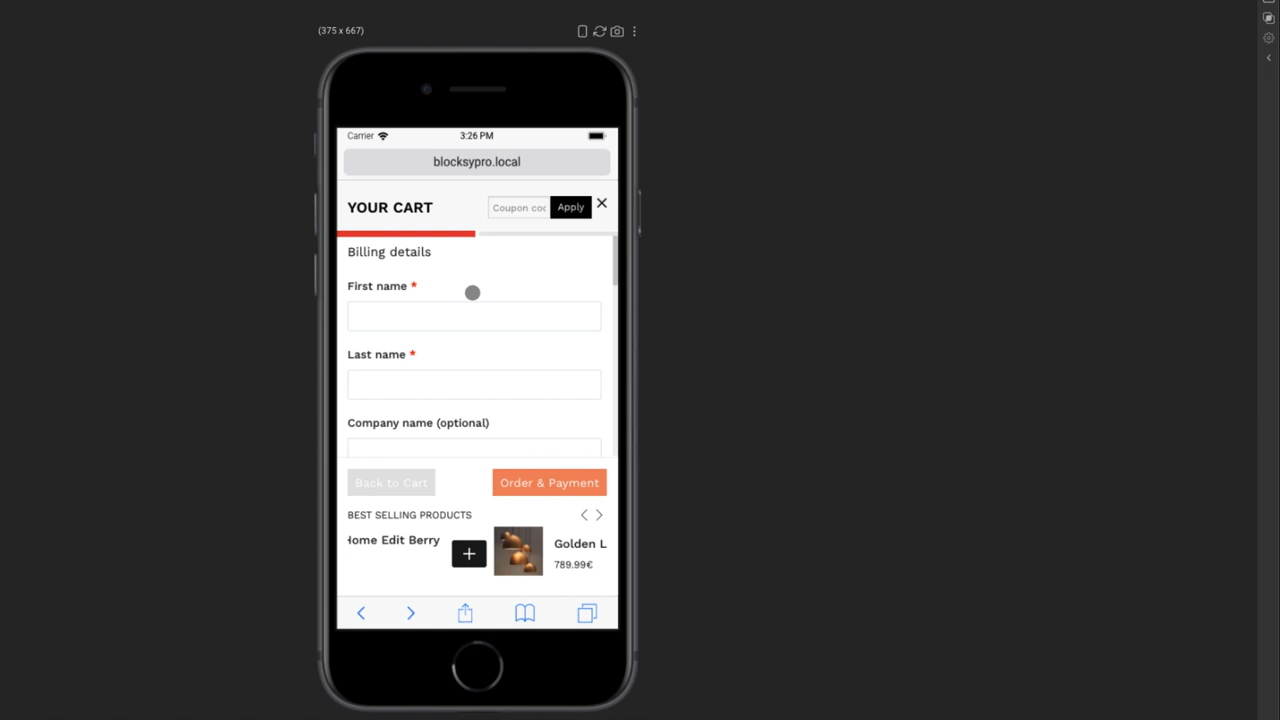 (375 x 667)
Carrier 3:26 PM
blocksypro.local
YOUR CART
Coupon coc
Apply
Billing details
First name *
Last name *
Company name (optional)
Back to Cart
Order & Payment
BEST SELLING PRODUCTS
Home Edit Berry
Golden L
789.99€